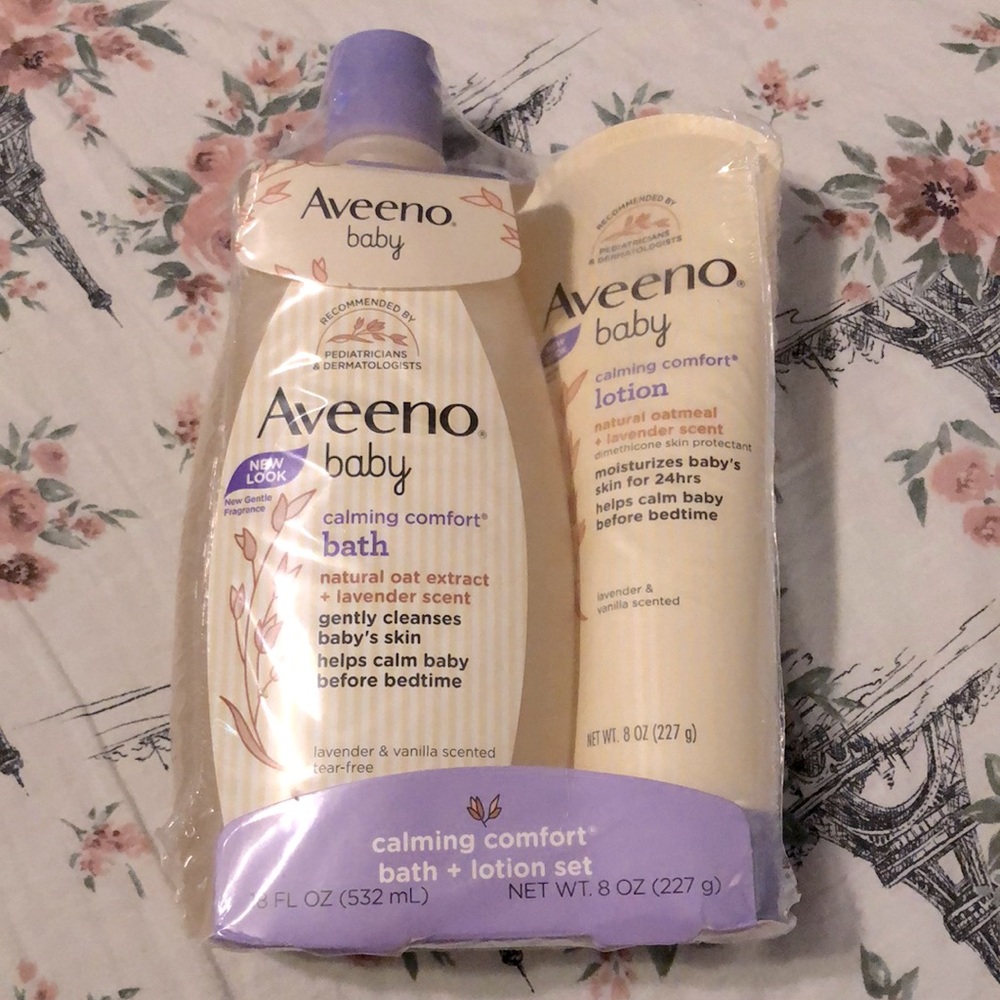 Aveeno®
baby
RECOMMENDED BY
PEDIATRICIANS
& DERMATOLOGISTS
Aveeno®
baby
NEW
LOOK
New Gentle
Fragrance
calming comfort®
bath
natural oat extract
+ lavender scent
gently cleanses
baby's skin
helps calm baby
before bedtime
lavender & vanilla scented
tear-free
RECOMMENDED BY
PEDIATRICIANS
& DERMATOLOGISTS
Aveeno®
baby
calming comfort®
lotion
natural oatmeal
+ lavender scent
dimethicone skin protectant
moisturizes baby's
skin for 24hrs
helps calm baby
before bedtime
lavender &
vanilla scented
NET WT. 8 OZ (227 g)
calming comfort®
bath + lotion set
18 FL OZ (532 mL)
NET WT. 8 OZ (227 g)